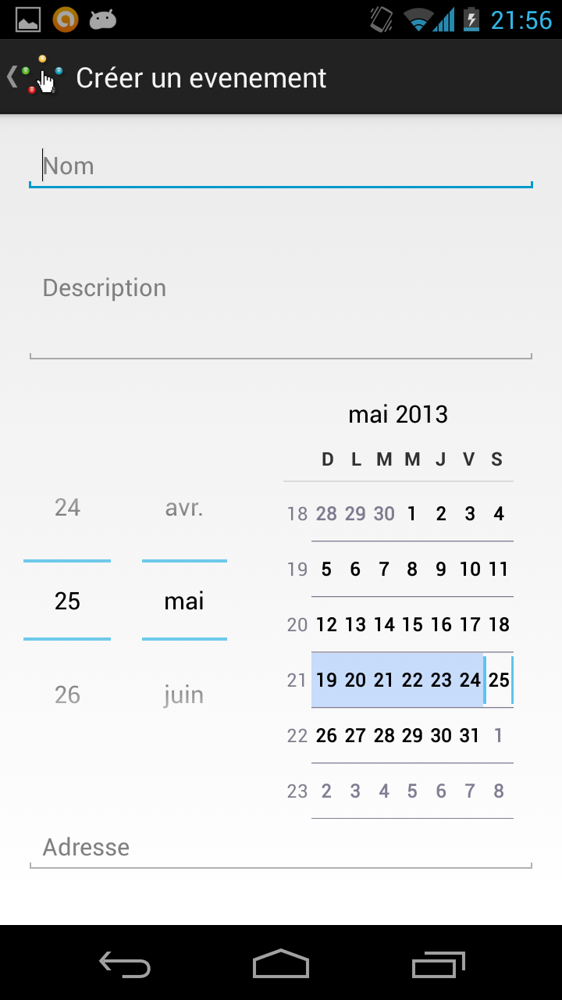 21:56
Créer un evenement
Nom
Description
mai 2013
D L M M J V S
24 avr.
18 28 29 30 1 2 3 4
19 5 6 7 8 9 10 11
25 mai
20 12 13 14 15 16 17 18
21 19 20 21 22 23 24 25
26 juin
22 26 27 28 29 30 31 1
23 2 3 4 5 6 7 8
Adresse